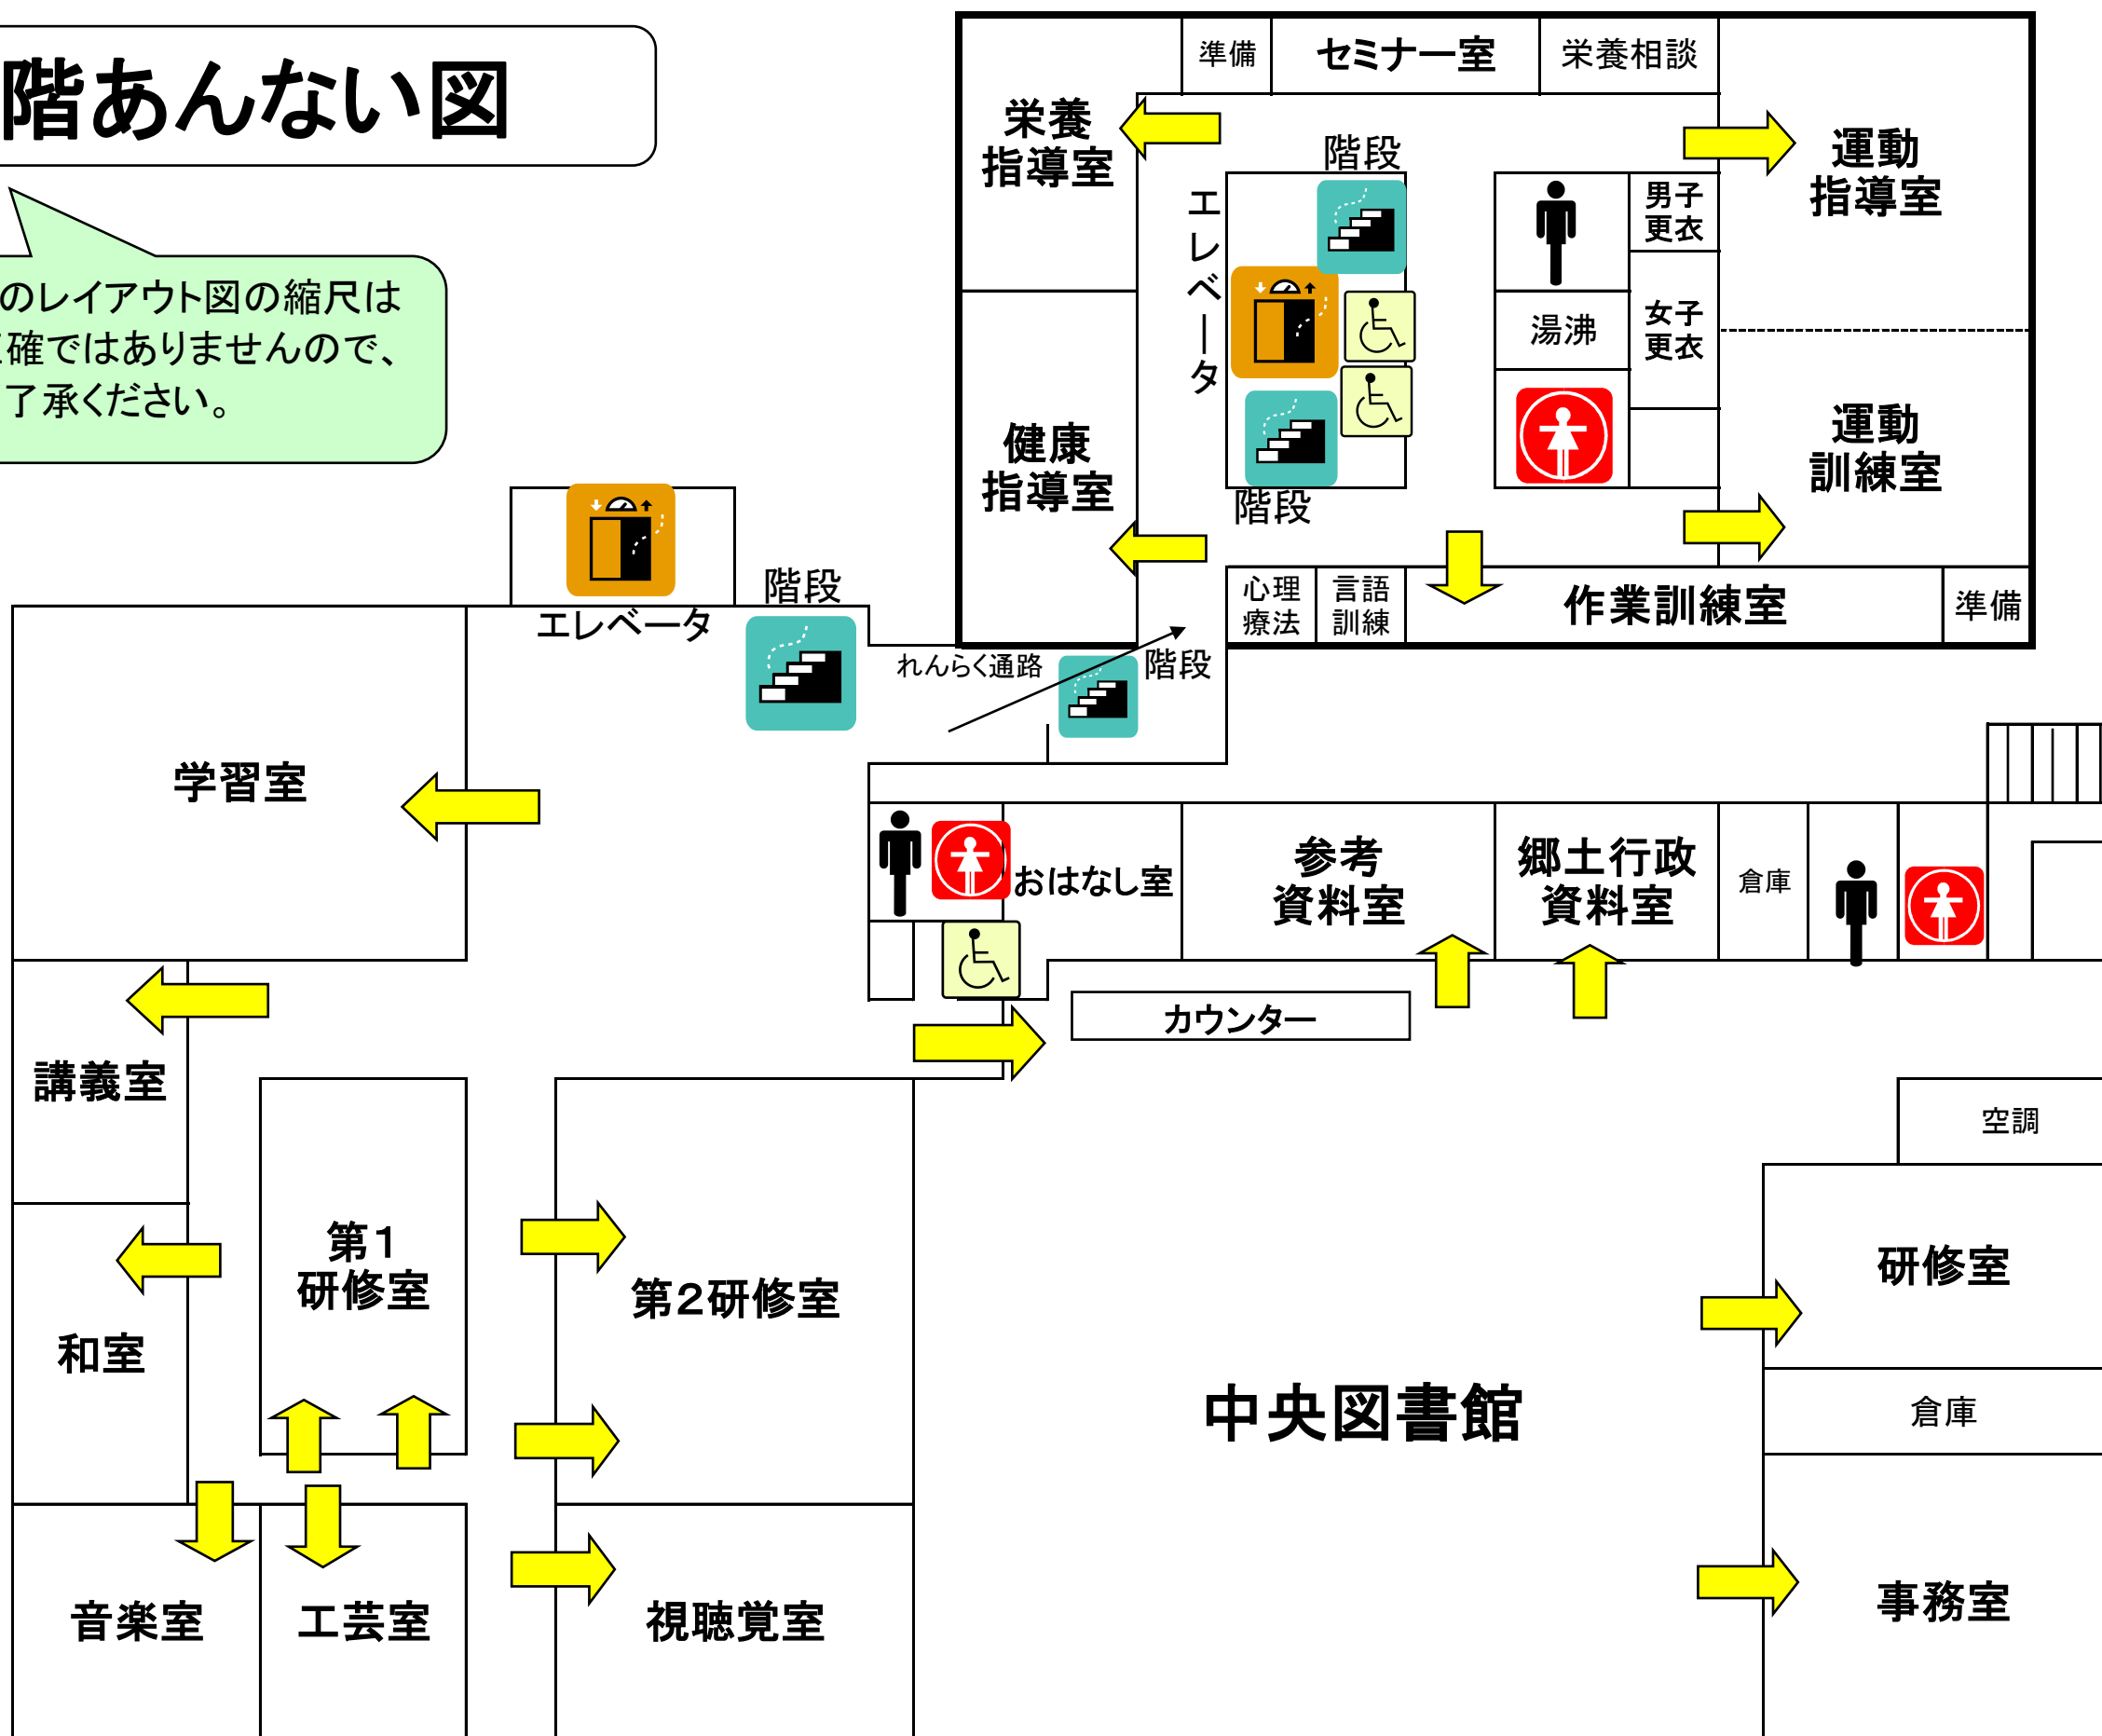 階あんない図
のレイアウト図の縮尺は
確ではありませんので、
了承ください。
準備
セミナー室
栄養相談
栄養
指導室
階段
エレベータ
男子
更衣
運動
指導室
湯沸
女子
更衣
健康
指導室
運動
訓練室
階段
心理
療法
言語
訓練
作業訓練室
準備
エレベータ
階段
れんらく通路
階段
学習室
おはなし室
参考
資料室
郷土行政
資料室
倉庫
カウンター
講義室
空調
第1
研修室
第2研修室
研修室
和室
中央図書館
倉庫
音楽室
工芸室
視聴覚室
事務室